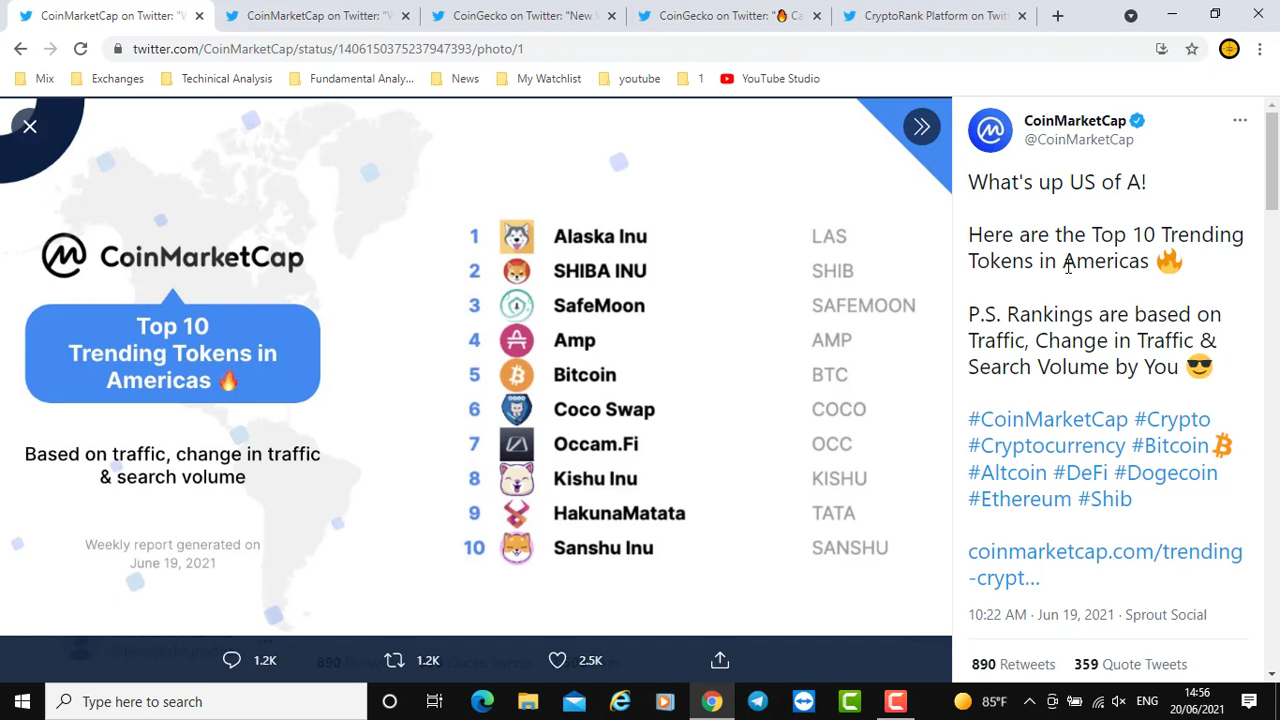 CoinMarketCap on Twitter: "V
CoinMarketCap on Twitter: "V
CoinGecko on Twitter: "New V
CoinGecko on Twitter: "🔥 Ca
CryptoRank Platform on Twitt
twitter.com/CoinMarketCap/status/1406150375237947393/photo/1
Mix
Exchanges
Techinical Analysis
Fundamental Analy...
News
My Watchlist
youtube
1
YouTube Studio
CoinMarketCap
Top 10
Trending Tokens in
Americas 🔥
Based on traffic, change in traffic
& search volume
Weekly report generated on
June 19, 2021
1 Alaska Inu LAS
2 SHIBA INU SHIB
3 SafeMoon SAFEMOON
4 Amp AMP
5 Bitcoin BTC
6 Coco Swap COCO
7 Occam.Fi OCC
8 Kishu Inu KISHU
9 HakunaMatata TATA
10 Sanshu Inu SANSHU
1.2K
1.2K
2.5K
CoinMarketCap
@CoinMarketCap
What's up US of A!
Here are the Top 10 Trending
Tokens in Americas 🔥
P.S. Rankings are based on
Traffic, Change in Traffic &
Search Volume by You 😎
#CoinMarketCap #Crypto
#Cryptocurrency #Bitcoin
#Altcoin #DeFi #Dogecoin
#Ethereum #Shib
coinmarketcap.com/trending
-crypt...
10:22 AM · Jun 19, 2021 · Sprout Social
890 Retweets 359 Quote Tweets
Type here to search
85°F
ENG
14:56
20/06/2021